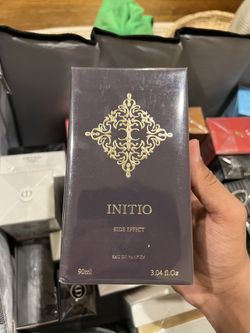 INITIO
SIDE EFFECT
EAU DE PARFUM
90ml 3.04 fl.Oz